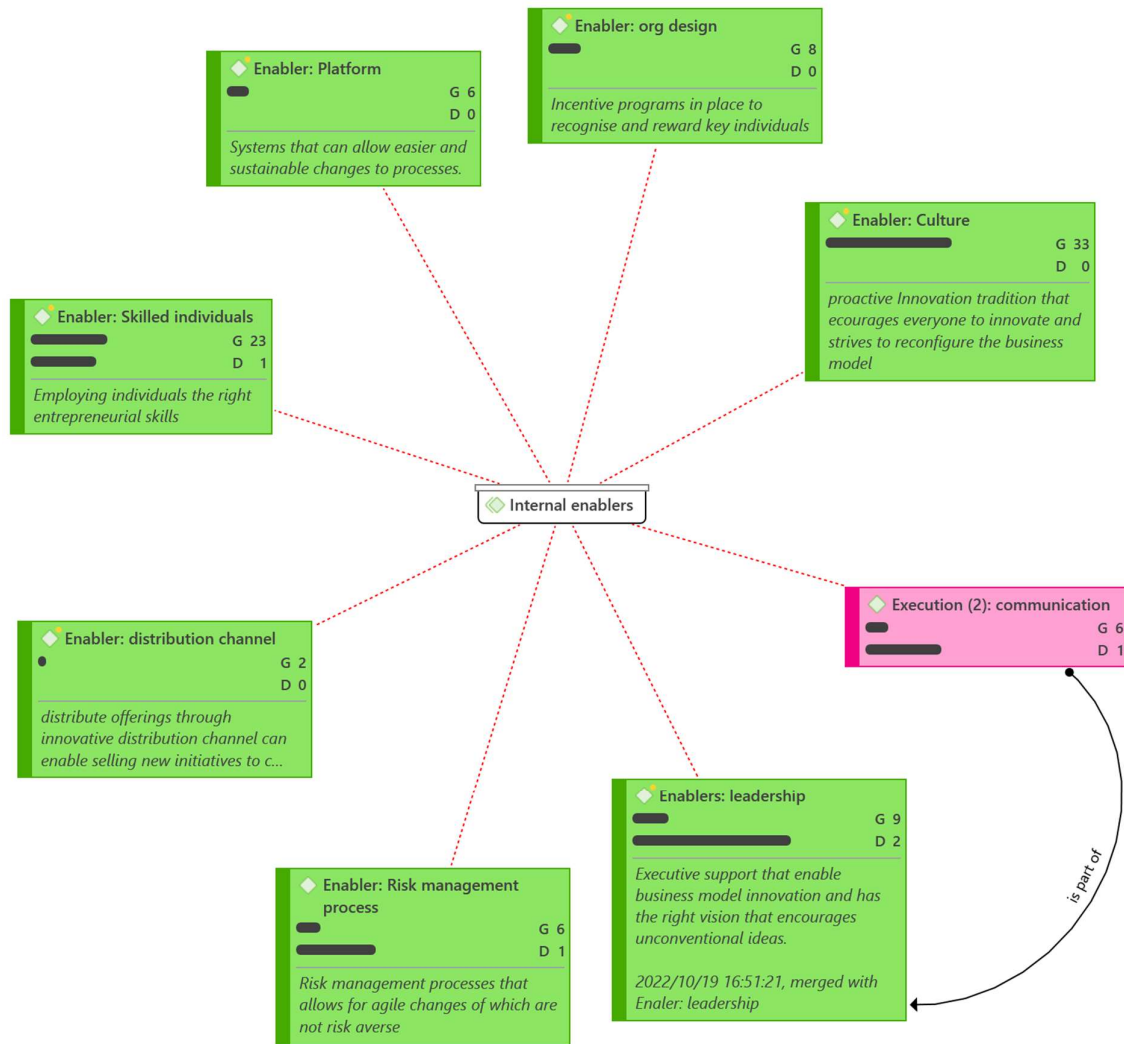 Enabler: org design
G 8
D 0
Incentive programs in place to
recognise and reward key individuals
Enabler: Platform
G 6
D 0
Systems that can allow easier and
sustainable changes to processes.
Enabler: Culture
G 33
D 0
proactive Innovation tradition that
ecourages everyone to innovate and
strives to reconfigure the business
model
Enabler: Skilled individuals
G 23
D 1
Employing individuals the right
entrepreneurial skills
Internal enablers
Execution (2): communication
G 6
D 1
Enabler: distribution channel
G 2
D 0
distribute offerings through
innovative distribution channel can
enable selling new initiatives to c...
Enablers: leadership
G 9
D 2
Executive support that enable
business model innovation and has
the right vision that encourages
unconventional ideas.
2022/10/19 16:51:21, merged with
Enaler: leadership
is part of
Enabler: Risk management
process
G 6
D 1
Risk management processes that
allows for agile changes of which are
not risk averse